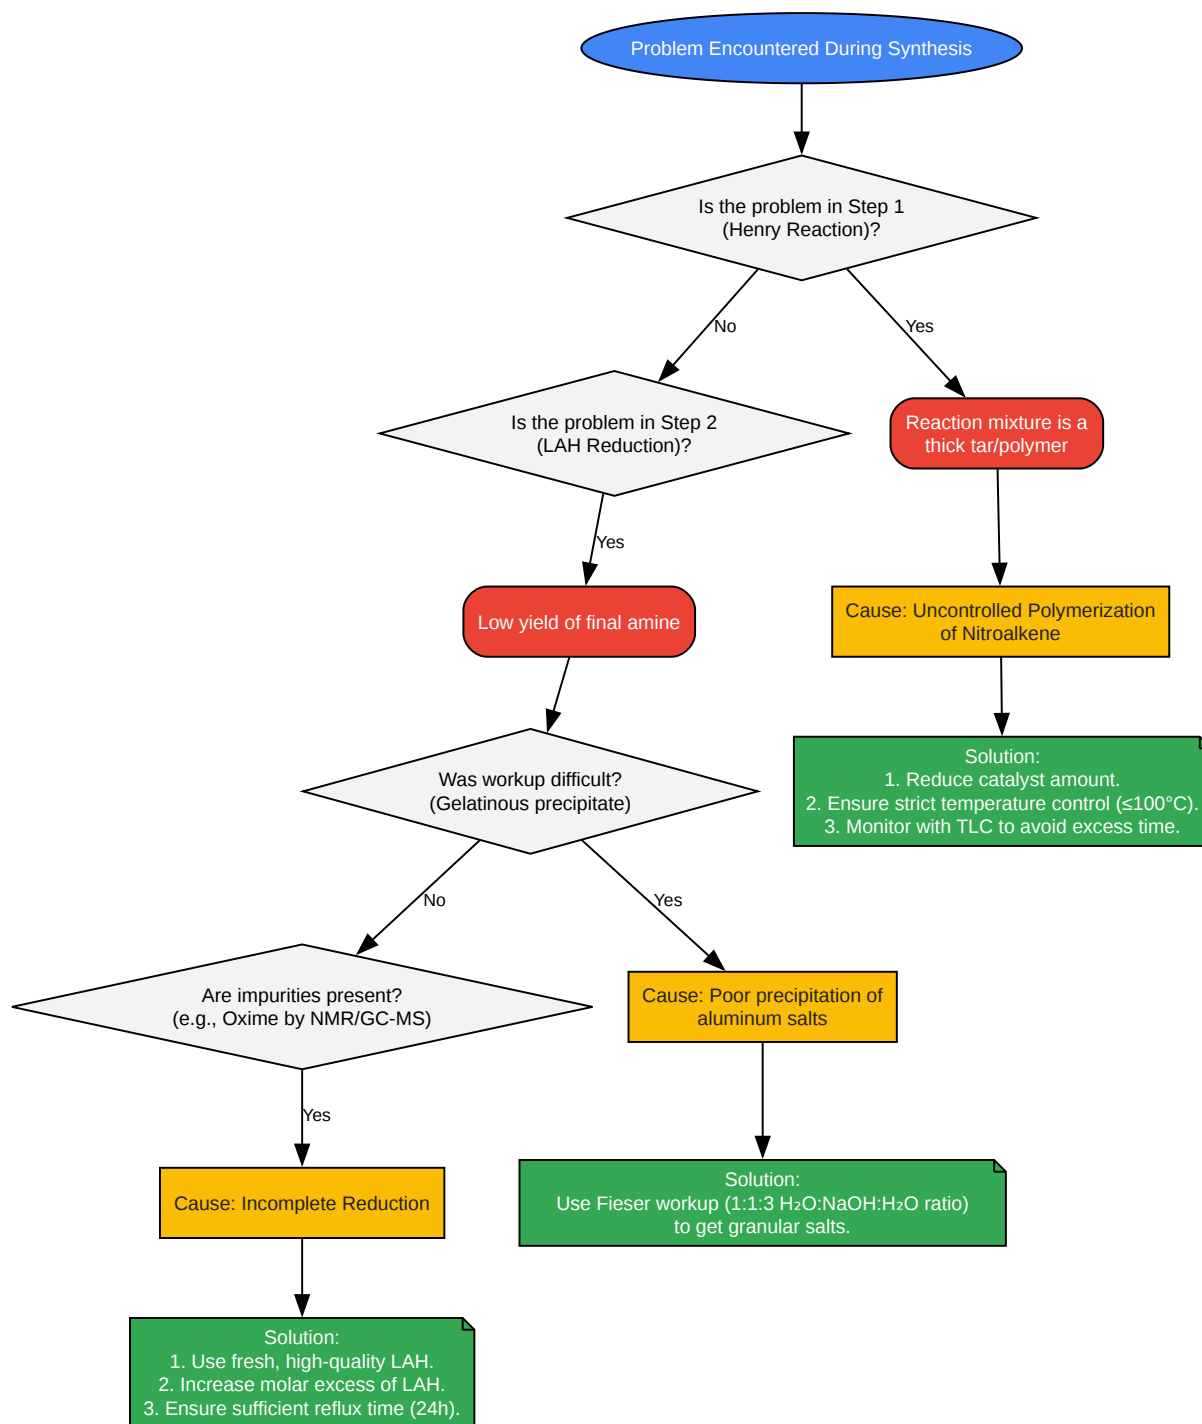 Problem Encountered During Synthesis
Is the problem in Step 1
(Henry Reaction)?
No
Yes
Is the problem in Step 2
(LAH Reduction)?
Reaction mixture is a
thick tar/polymer
Yes
Low yield of final amine
Cause: Uncontrolled Polymerization
of Nitroalkene
Was workup difficult?
(Gelatinous precipitate)
Solution:
1. Reduce catalyst amount.
2. Ensure strict temperature control (≤100°C).
3. Monitor with TLC to avoid excess time.
No
Yes
Are impurities present?
(e.g., Oxime by NMR/GC-MS)
Cause: Poor precipitation of
aluminum salts
Yes
Cause: Incomplete Reduction
Solution:
Use Fieser workup (1:1:3 H₂O:NaOH:H₂O ratio)
to get granular salts.
Solution:
1. Use fresh, high-quality LAH.
2. Increase molar excess of LAH.
3. Ensure sufficient reflux time (24h).